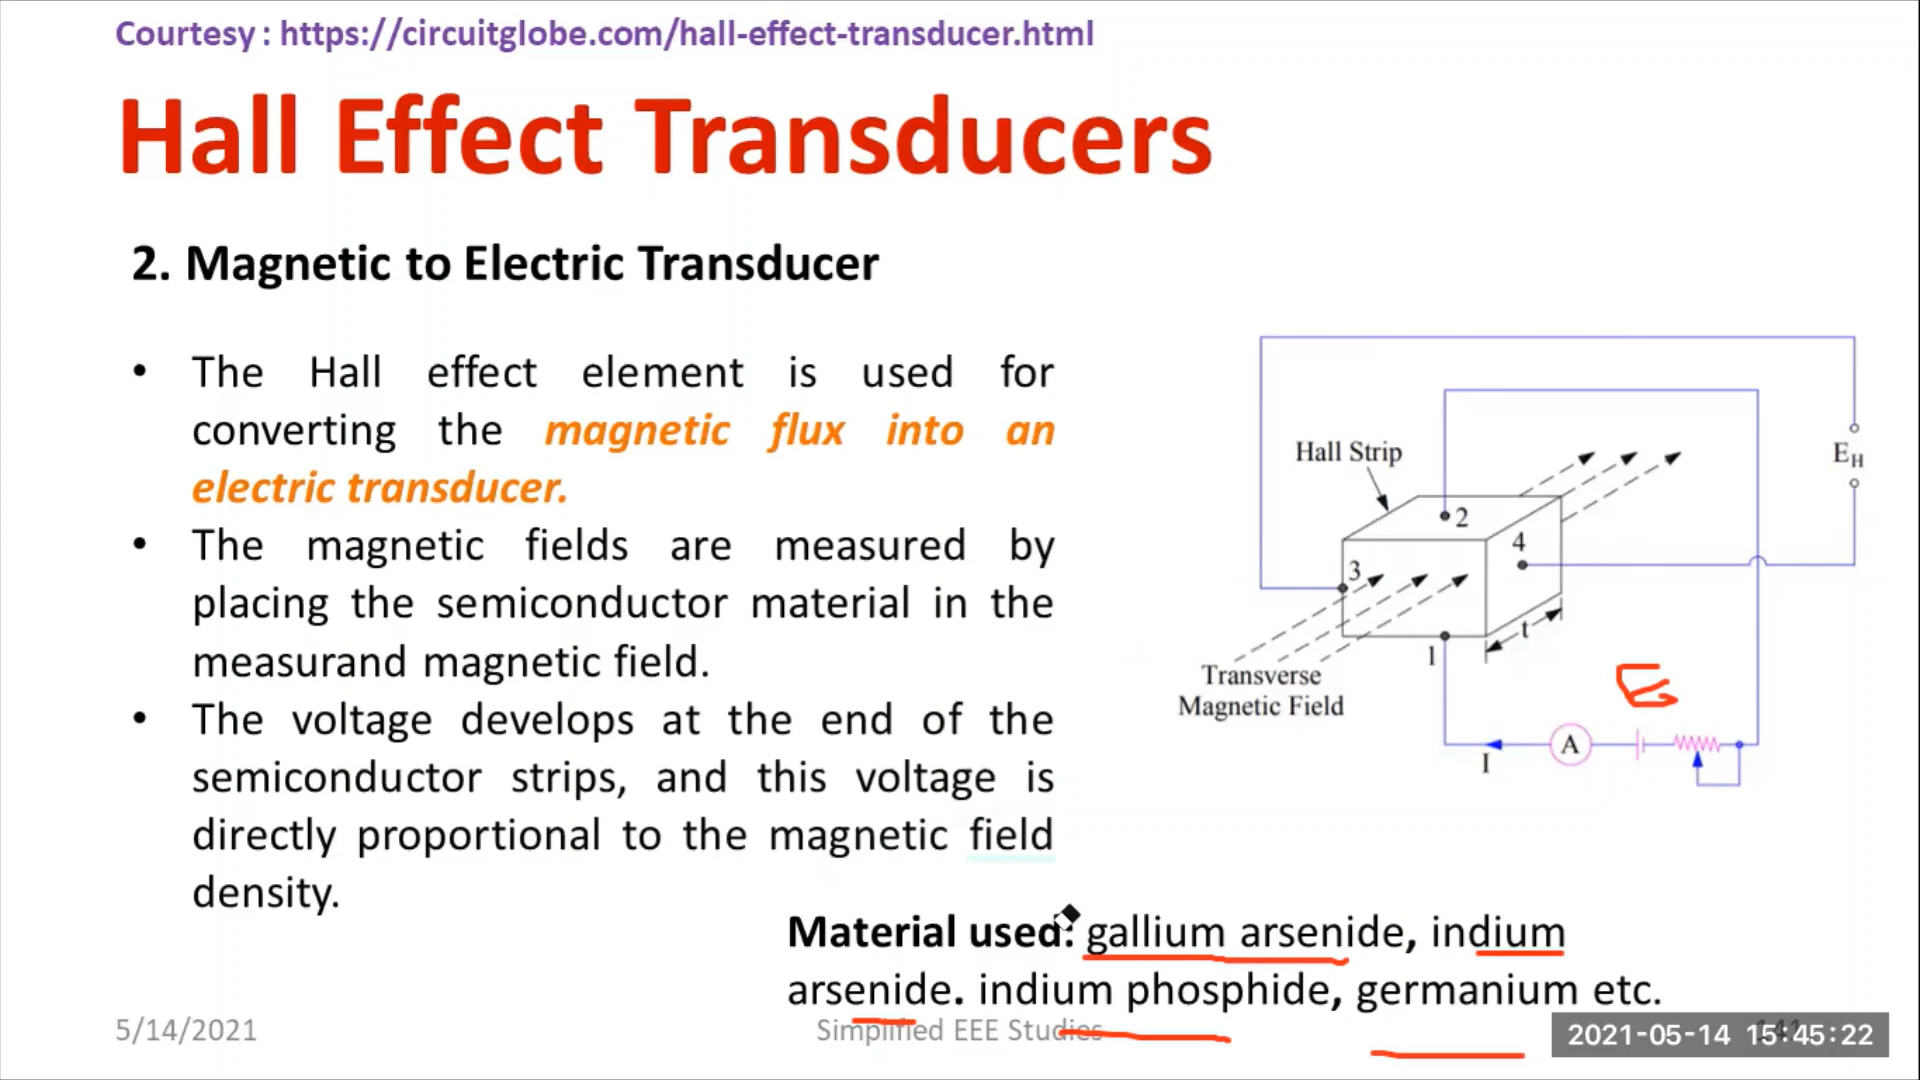 Courtesy : https://circuitglobe.com/hall-effect-transducer.html
Hall Effect Transducers
2. Magnetic to Electric Transducer
• The Hall effect element is used for
converting the magnetic flux into an
electric transducer.
• The magnetic fields are measured by
placing the semiconductor material in the
measurand magnetic field.
• The voltage develops at the end of the
semiconductor strips, and this voltage is
directly proportional to the magnetic field
density.
Hall Strip
EH
2
4
3
t
1
Transverse
Magnetic Field
A
I
Material used: gallium arsenide, indium
arsenide. indium phosphide, germanium etc.
5/14/2021
Simplified EEE Studies
2021-05-14 15:45:22